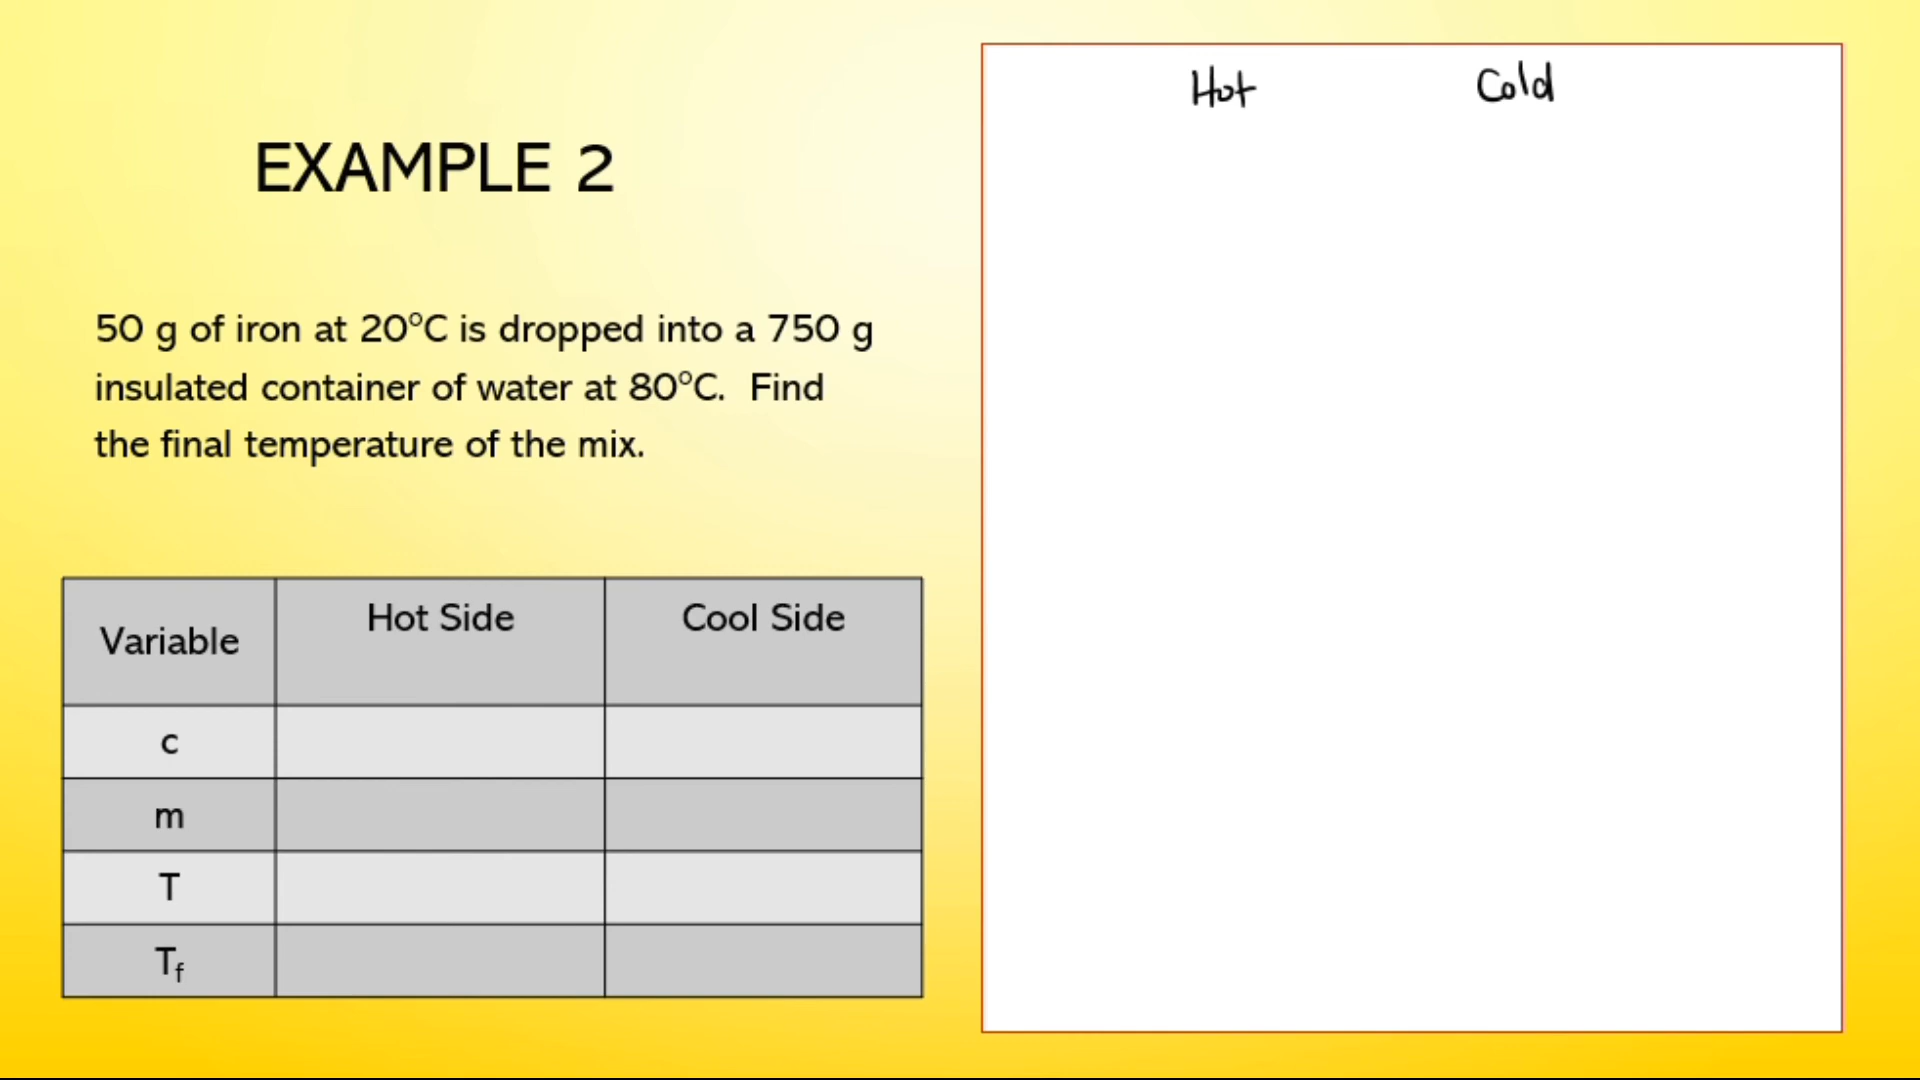 EXAMPLE 2
50 g of iron at 20°C is dropped into a 750 g
insulated container of water at 80°C. Find
the final temperature of the mix.
Variable Hot Side Cool Side
c
m
T
Tf
Hot Cold